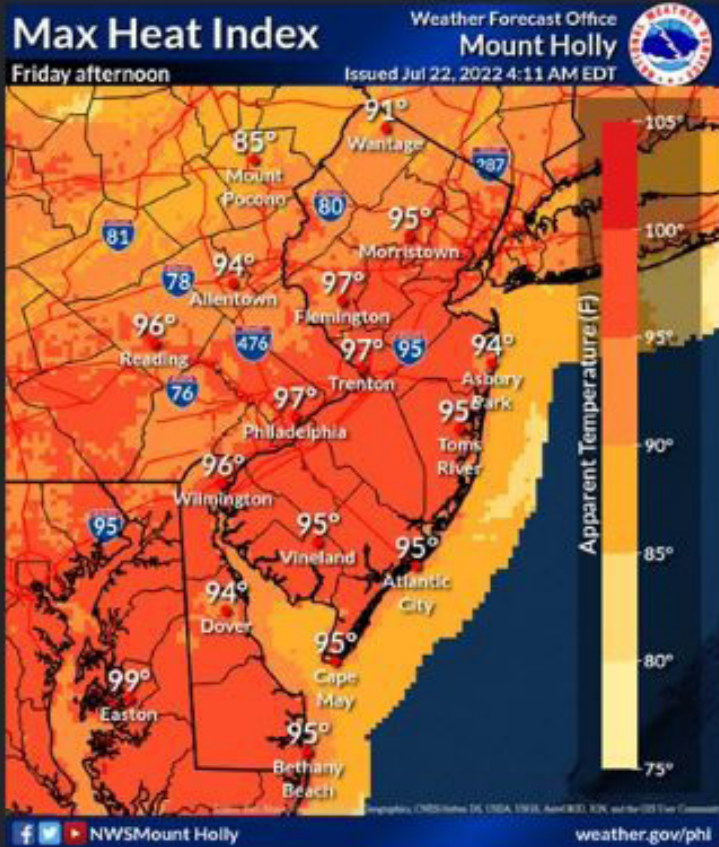 Max Heat Index
Friday afternoon
Weather Forecast Office
Mount Holly
Issued Jul 22, 2022 4:11 AM EDT
NATIONAL WEATHER SERVICE
91°
Wantage
85°
Mount
Pocono
287
80
81
95°
Morristown
94°
Allentown
78
97°
Flemington
96°
Reading
476
97°
Trenton
95
94°
Asbury
Park
76
97°
Philadelphia
95°
Toms
River
96°
Wilmington
95
95°
Vineland
95°
Atlantic
City
94°
Dover
95°
Cape
May
99°
Easton
95°
Bethany
Beach
Apparent Temperature (F)
105°
100°
95°
90°
85°
80°
75°
NWSMount Holly
weather.gov/phi